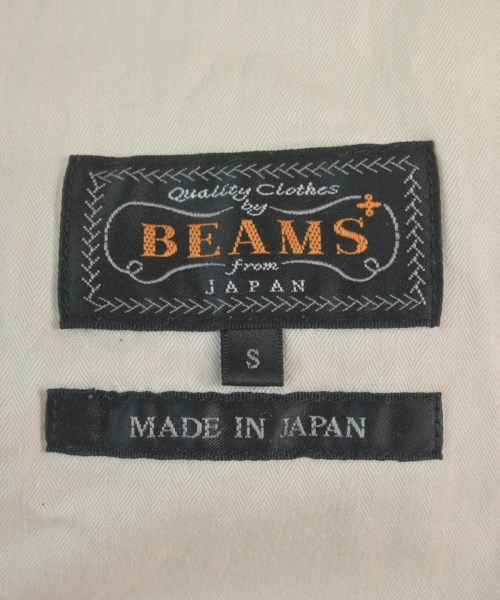 Quality Clothes
by
BEAMS+
from
JAPAN
S
MADE IN JAPAN